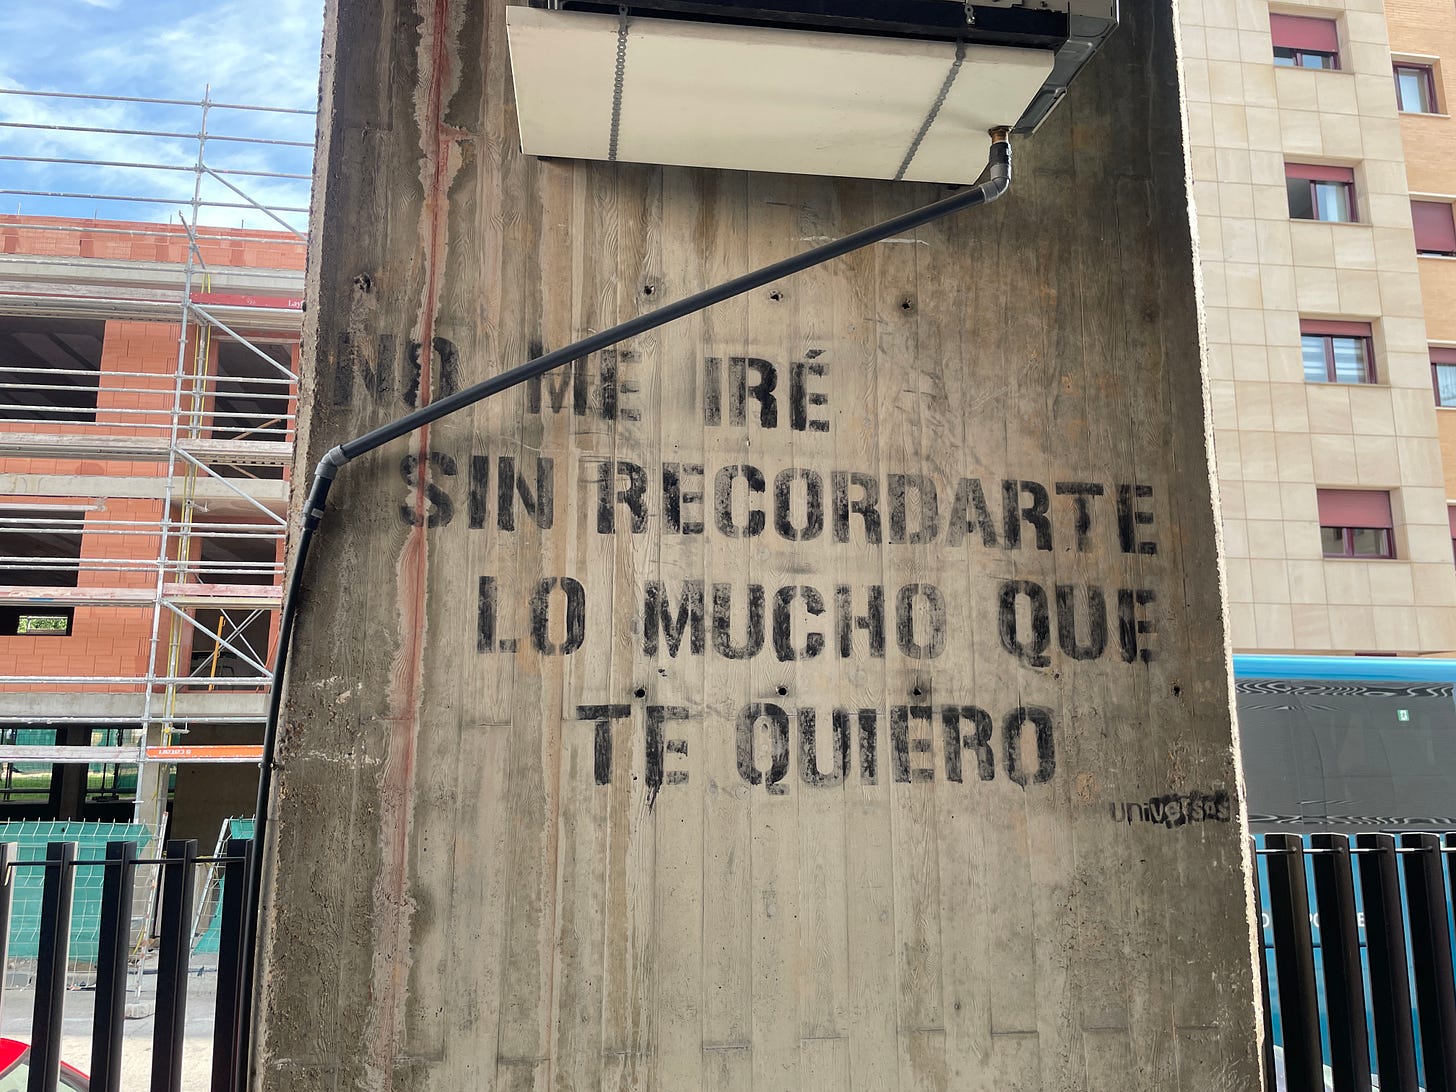 NO ME IRÉ
SIN RECORDARTE
LO MUCHO QUE
TE QUIERO
universos